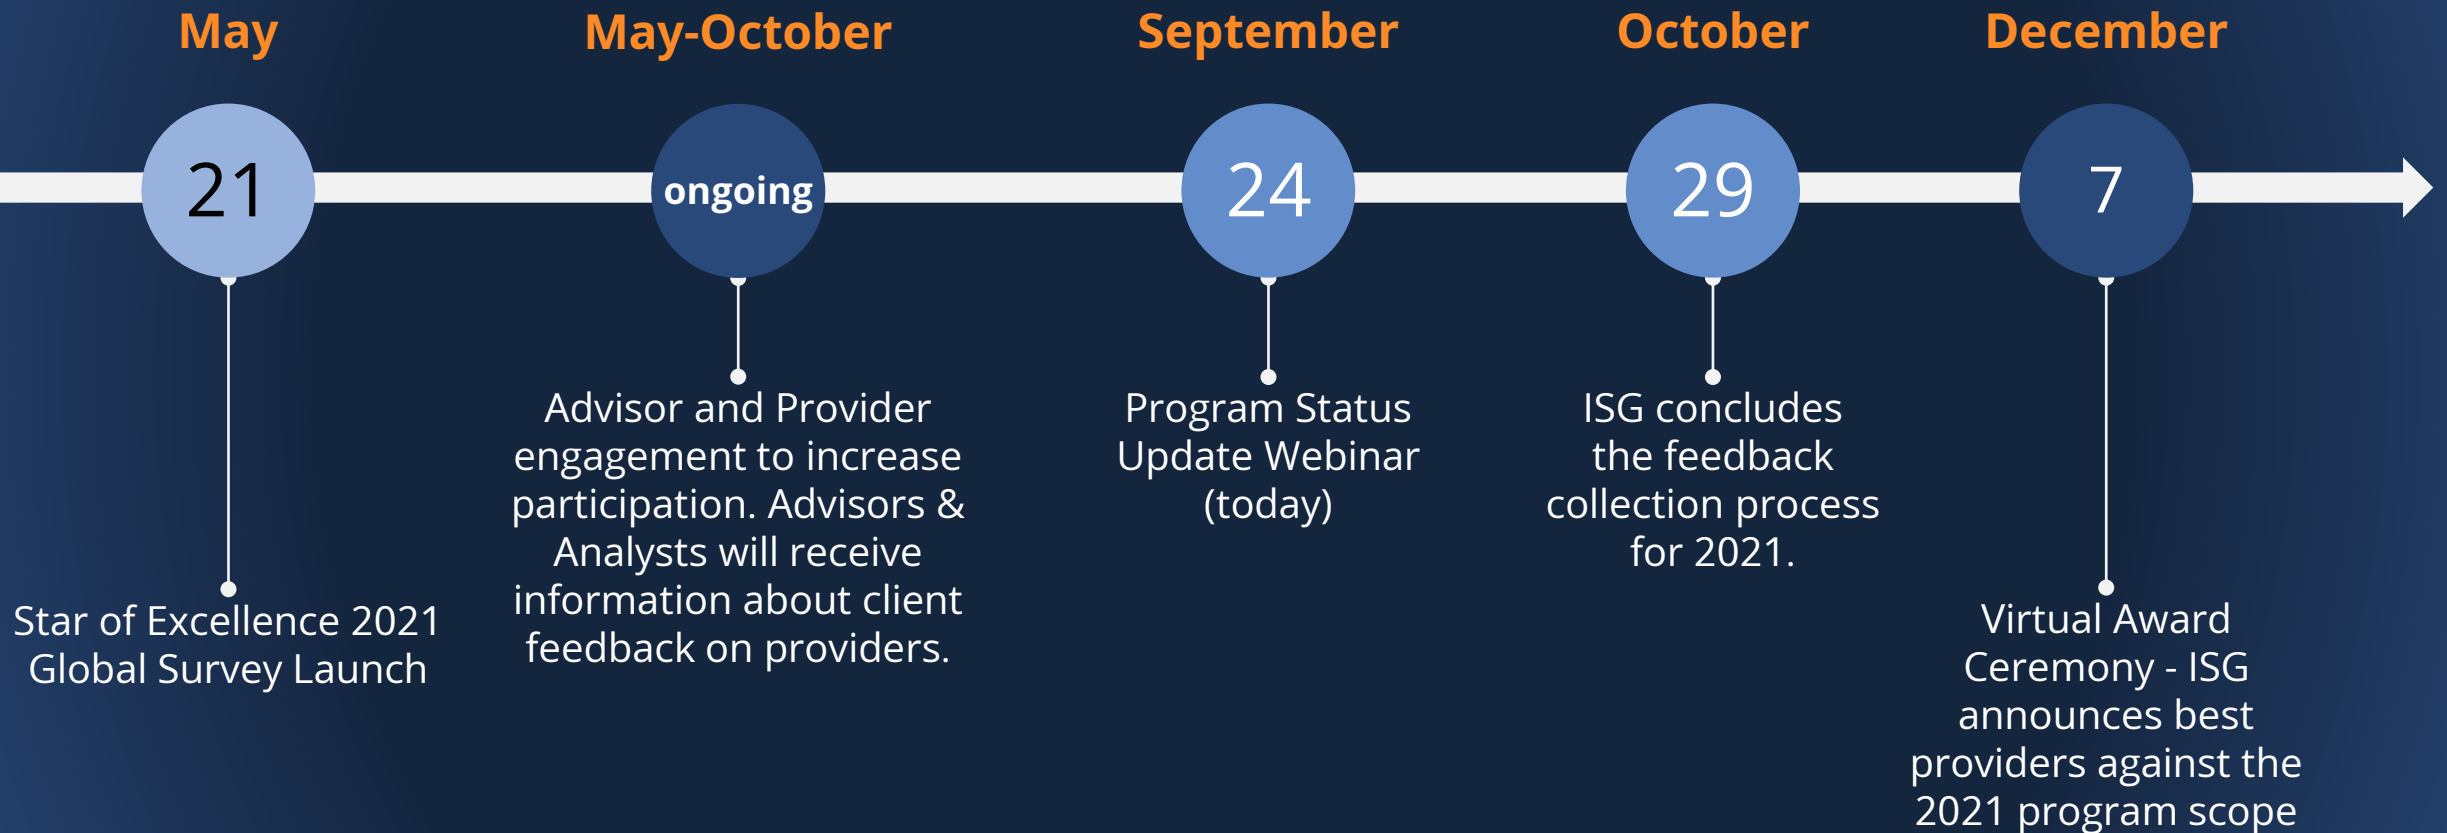 May
21
Star of Excellence 2021
Global Survey Launch
May-October
ongoing
Advisor and Provider
engagement to increase
participation. Advisors &
Analysts will receive
information about client
feedback on providers.
September
24
Program Status
Update Webinar
(today)
October
29
ISG concludes
the feedback
collection process
for 2021.
December
7
Virtual Award
Ceremony - ISG
announces best
providers against the
2021 program scope